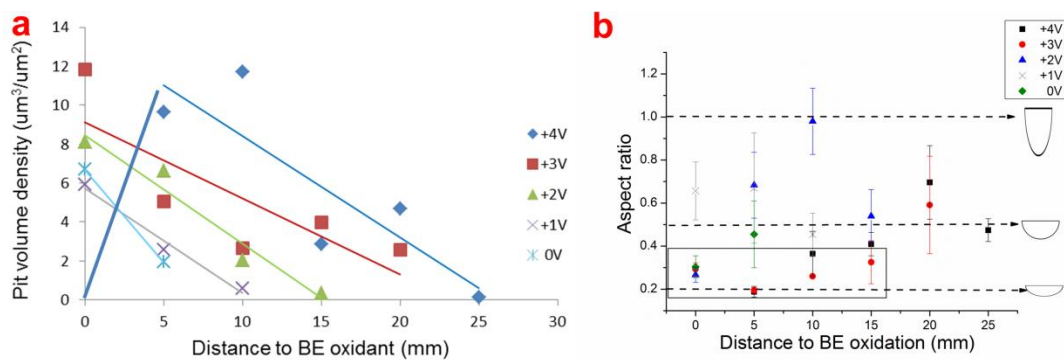 a
Pit volume density (um³/um²)
14
12
10
8
6
4
2
0
0 5 10 15 20 25 30
Distance to BE oxidant (mm)
+4V
+3V
+2V
+1V
0V
b
Aspect ratio
1.2
1.0
0.8
0.6
0.4
0.2
0 5 10 15 20 25
Distance to BE oxidation (mm)
+4V
+3V
+2V
+1V
0V